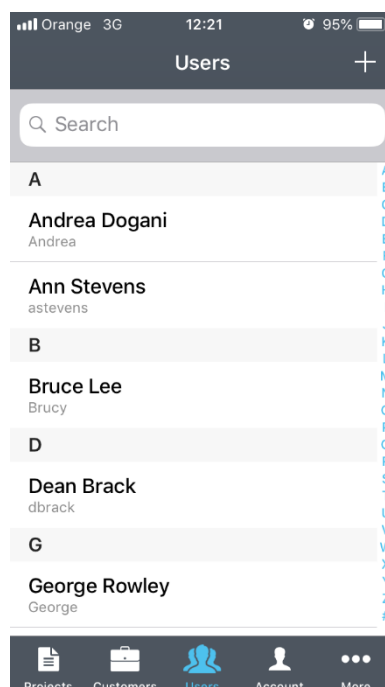 Orange 3G 12:21 95%
Users
Search
A
Andrea Dogani
Andrea
Ann Stevens
astevens
B
Bruce Lee
Brucy
D
Dean Brack
dbrack
G
George Rowley
George
Projects Customers Users Account More